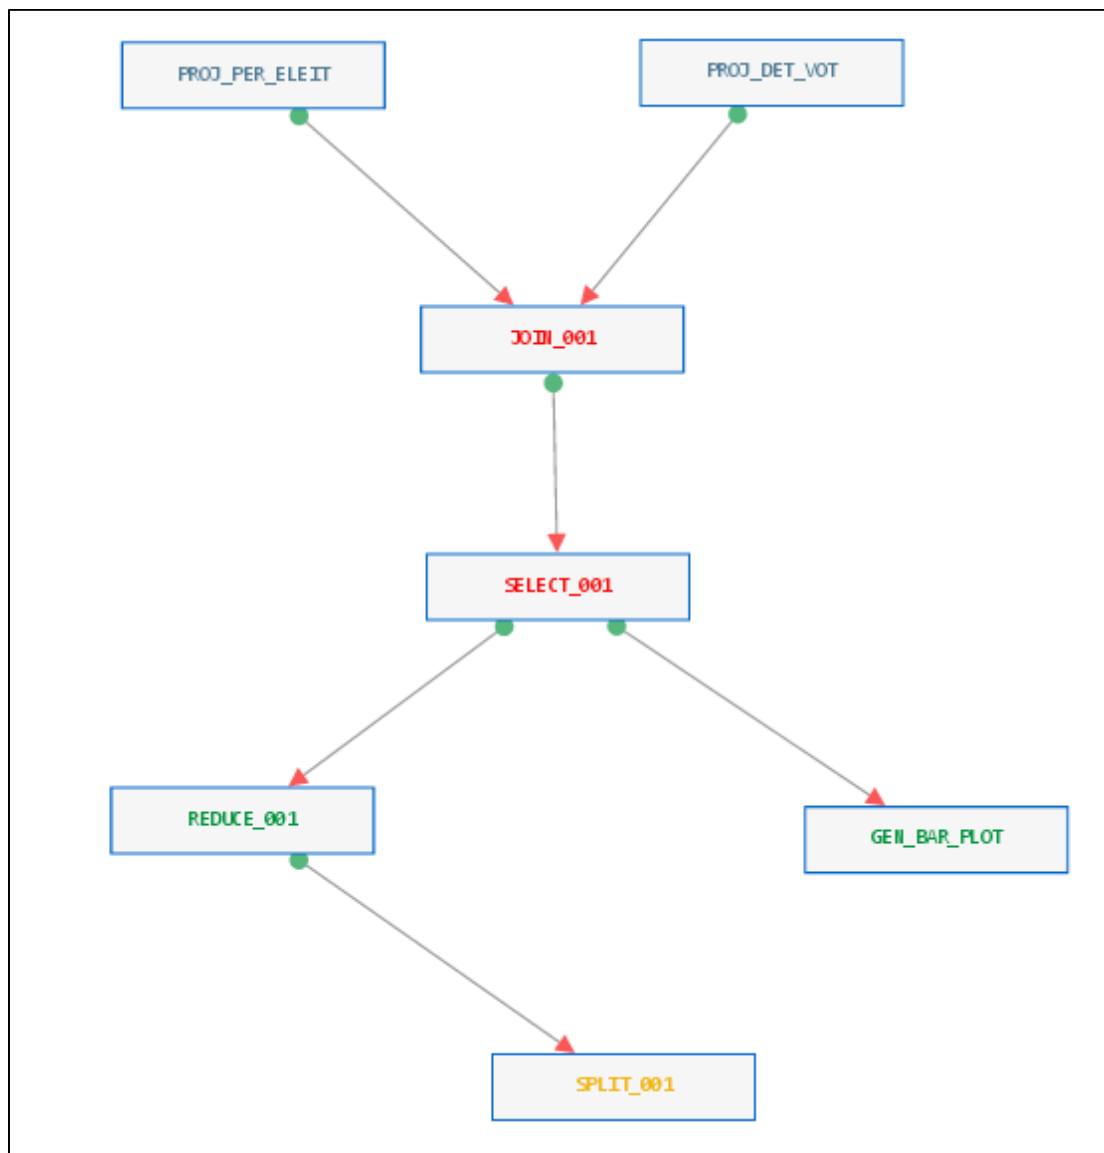 PROJ_PER_ELEIT
PROJ_DET_VOT
JOIN_001
SELECT_001
REDUCE_001
GEN_BAR_PLOT
SPLIT_001